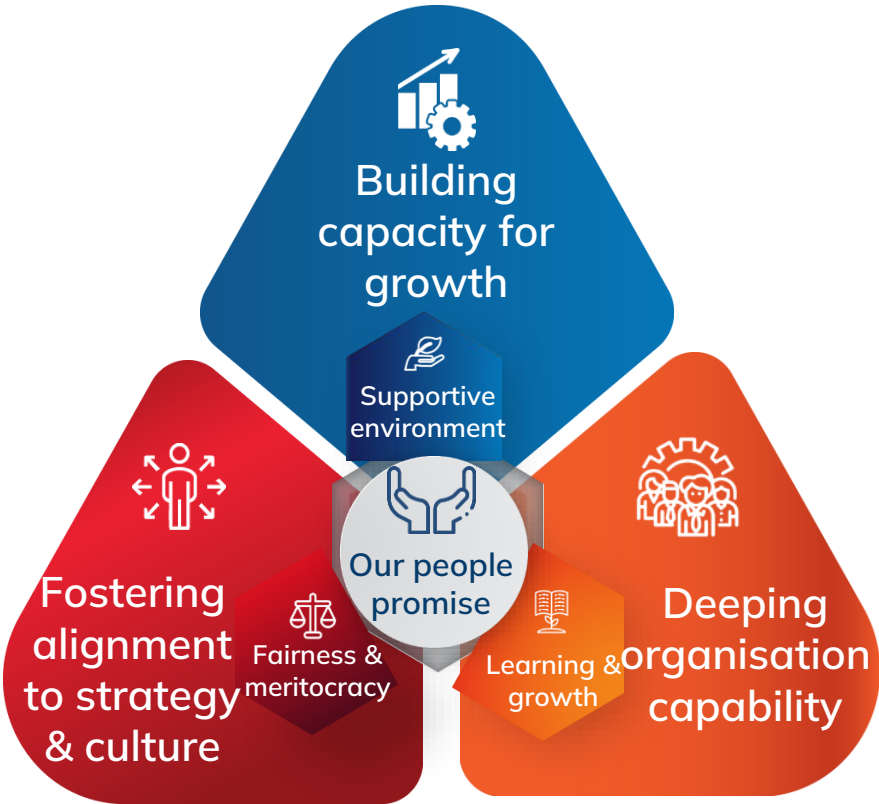 Building
capacity for
growth
Supportive
environment
Our people
promise
Fostering
alignment
to strategy
& culture
Fairness &
meritocracy
Learning &
growth
Deeping
organisation
capability